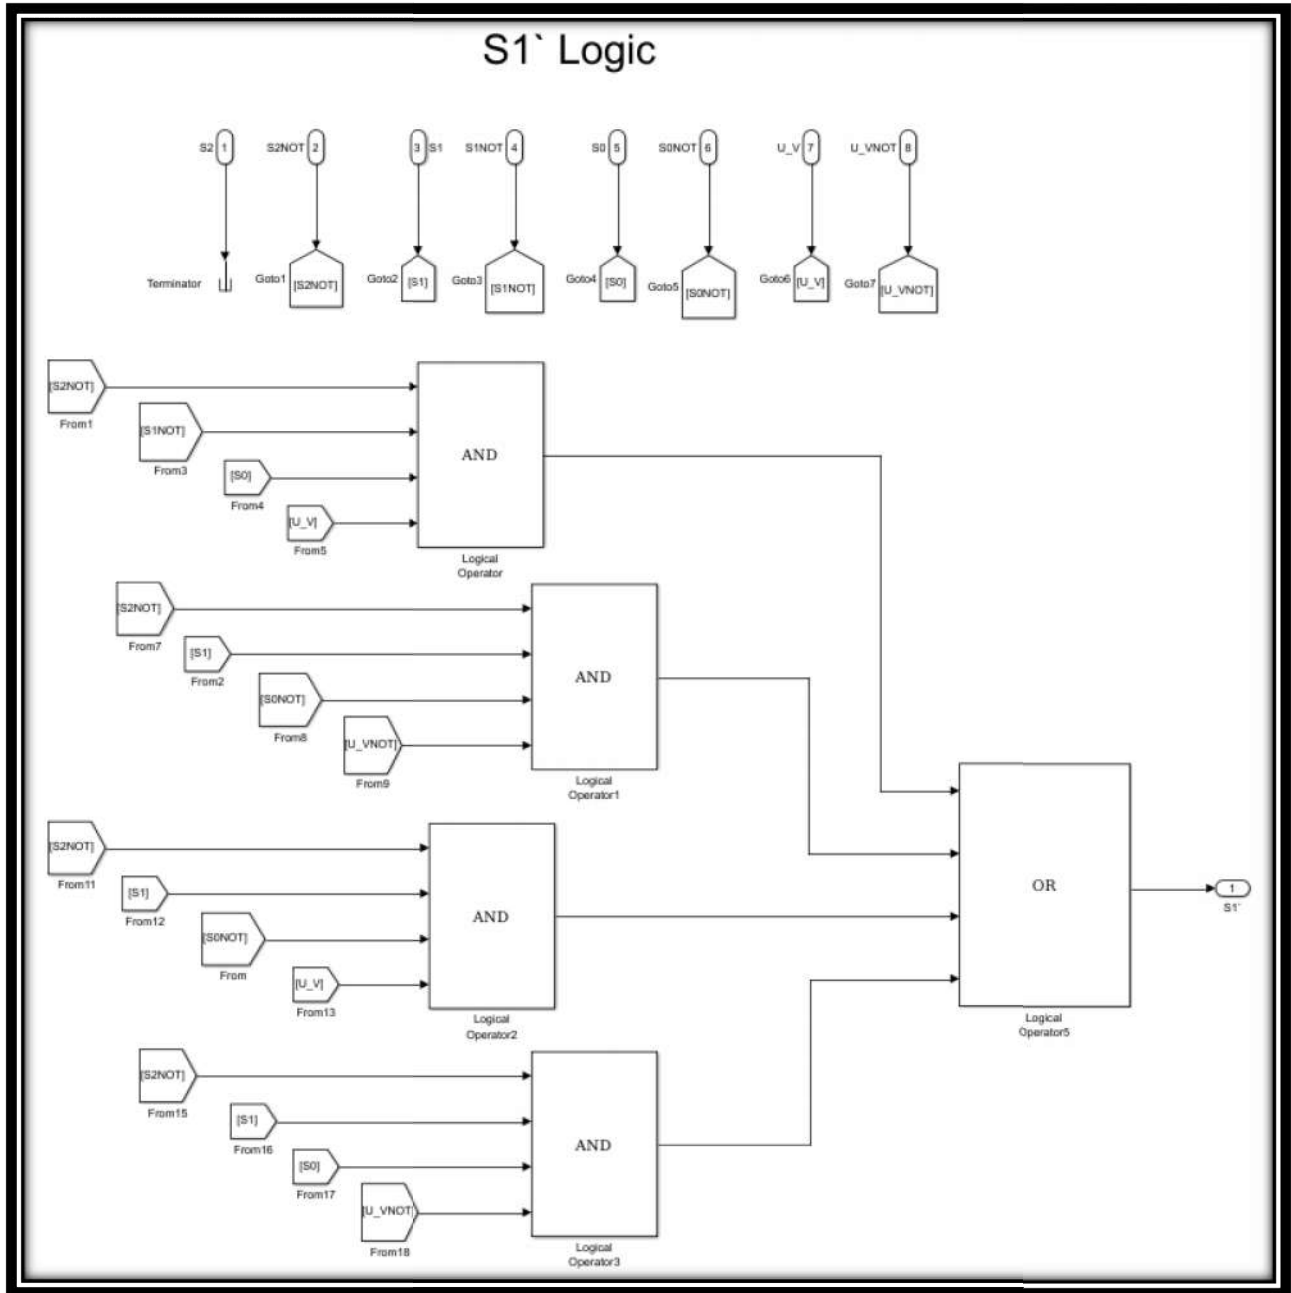 S1` Logic
S2 1
S2NOT 2
3 S1
S1NOT 4
S0 5
S0NOT 6
U_V 7
U_VNOT 8
Terminator
Goto1 [S2NOT]
Goto2 [S1]
Goto3 [S1NOT]
Goto4 [S0]
Goto5 [S0NOT]
Goto6 [U_V]
Goto7 [U_VNOT]
[S2NOT]
From1
[S1NOT]
From3
[S0]
From4
[U_V]
From5
AND
Logical
Operator
[S2NOT]
From7
[S1]
From2
[S0NOT]
From8
[U_VNOT]
From9
AND
Logical
Operator1
[S2NOT]
From11
[S1]
From12
[S0NOT]
From
[U_V]
From13
AND
Logical
Operator2
[S2NOT]
From15
[S1]
From16
[S0]
From17
[U_VNOT]
From18
AND
Logical
Operator3
OR
Logical
Operator5
1
S1`